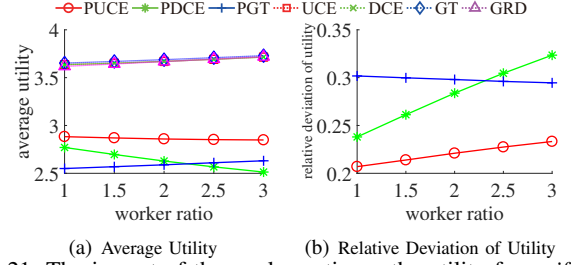 PUCE PDCE PGT UCE DCE GT GRD
4
3.5
3
2.5
average utility
1 1.5 2 2.5 3
worker ratio
(a) Average Utility
0.35
0.3
0.25
0.2
relative deviation of utility
1 1.5 2 2.5 3
worker ratio
(b) Relative Deviation of Utility